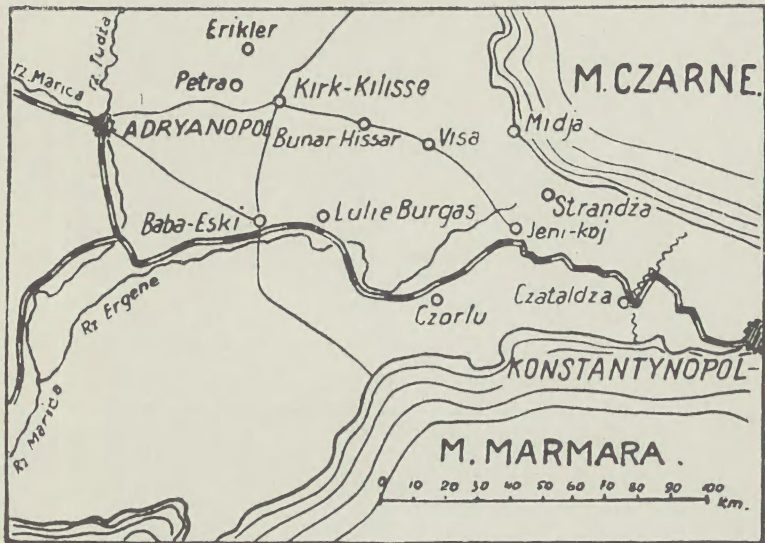 Erikler
rz. Tudża
rz. Marica
Petra
KIRK-KILISSE
M. CZARNE.
ADRYANOPOL
Bunar Hissar
Visa
Midja
Baba-Eski
Lulie Burgas
Strandża
Jeni-koj
Rz Ergene
Czorlu
Czataldza
KONSTANTYNOPOL-
Rz Marica
M. MARMARA.
0 10 20 30 40 50 60 70 80 90 100
km.